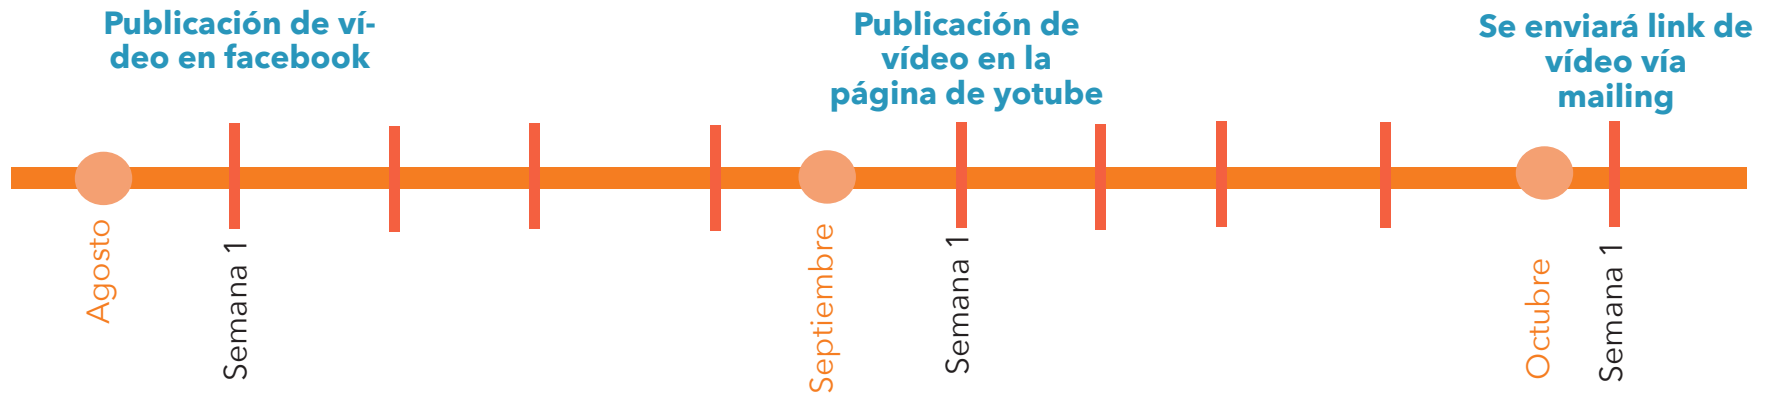 Publicación de ví-
deo en facebook
Publicación de
vídeo en la
página de yotube
Se enviará link de
vídeo vía
mailing
Agosto
Semana 1
Septiembre
Semana 1
Octubre
Semana 1